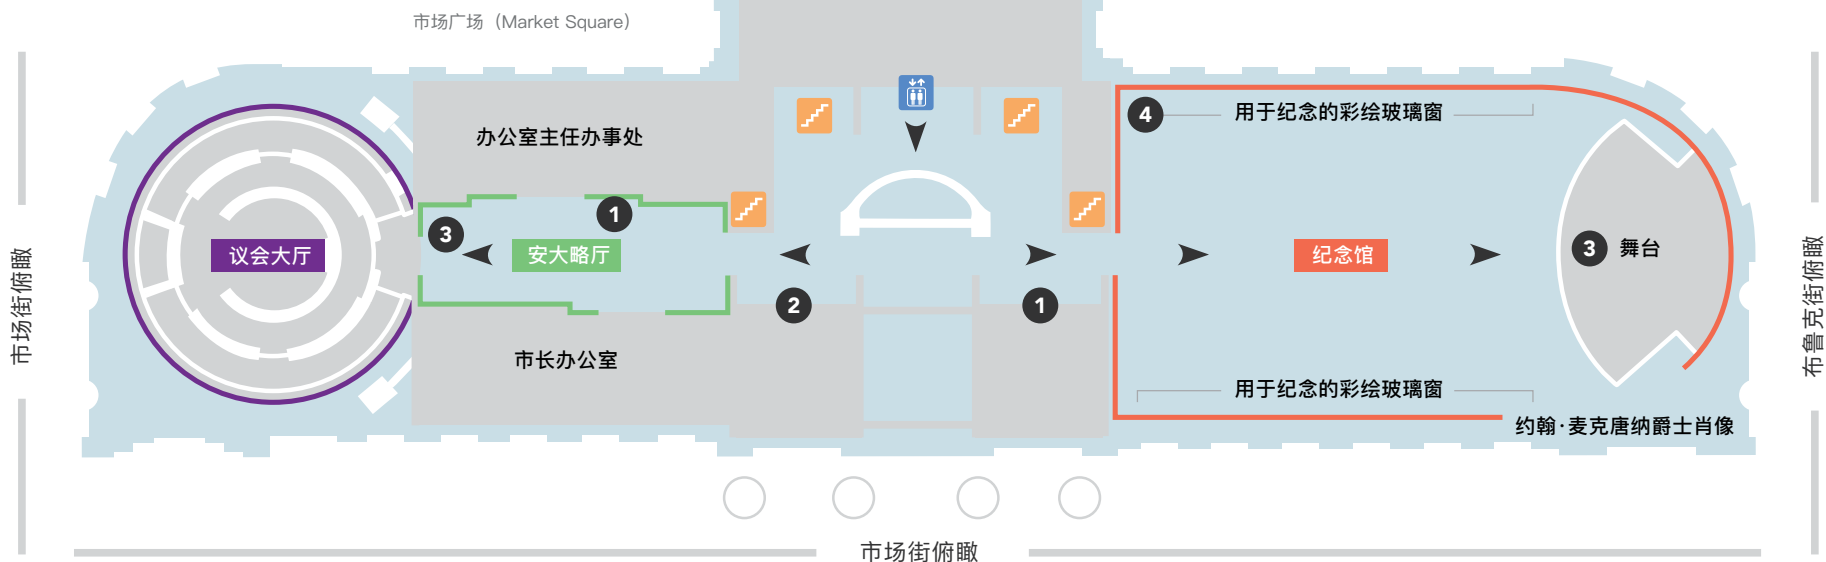 市场广场（Market Square）
4
用于纪念的彩绘玻璃窗
办公室主任办事处
1
3
议会大厅
安大略厅
纪念馆
3
舞台
2
1
市长办公室
用于纪念的彩绘玻璃窗
约翰·麦克唐纳爵士肖像
市场街俯瞰
布鲁克街俯瞰
市场街俯瞰